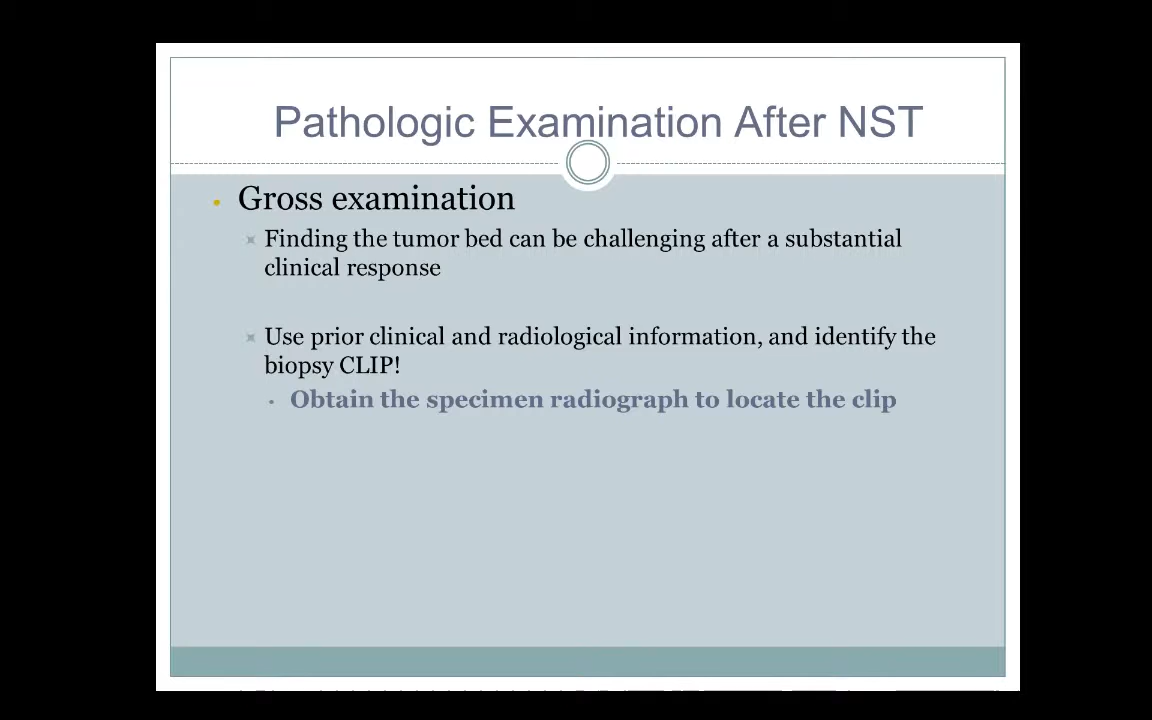 Pathologic Examination After NST
Gross examination
Finding the tumor bed can be challenging after a substantial
clinical response
Use prior clinical and radiological information, and identify the
biopsy CLIP!
Obtain the specimen radiograph to locate the clip